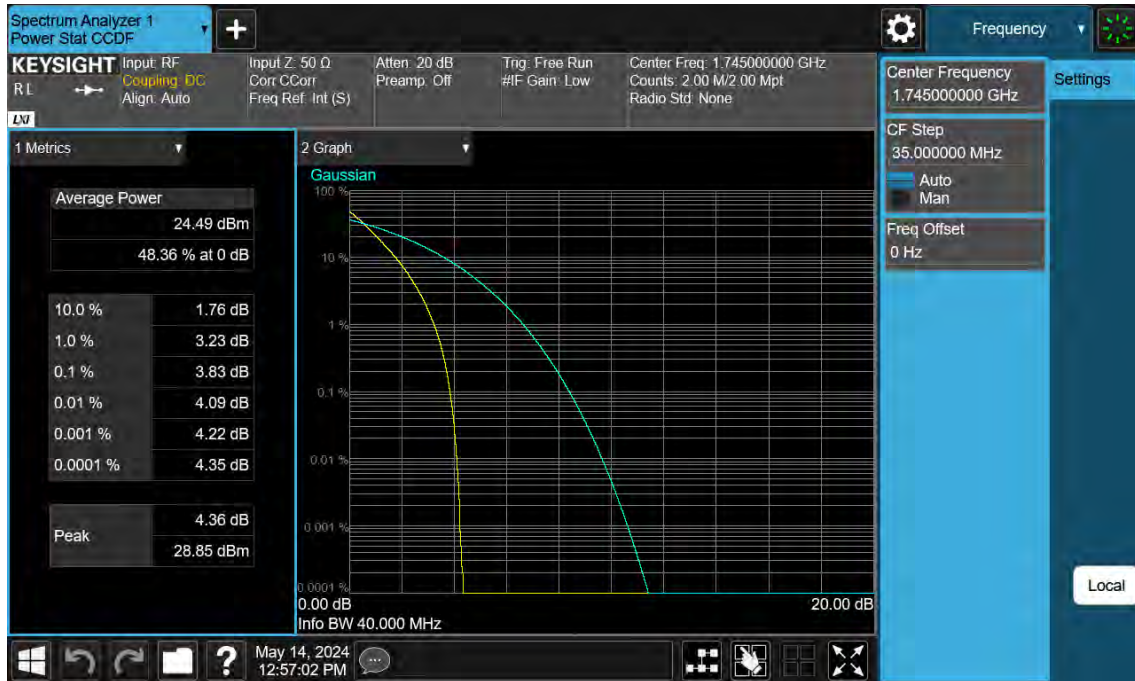 Spectrum Analyzer 1
Power Stat CCDF
Frequency
KEYSIGHT
R L
LXI
Input: RF
Coupling: DC
Align: Auto
Input Z: 50 Ω
Corr CCorr
Freq Ref: Int (S)
Atten: 20 dB
Preamp: Off
Trig: Free Run
#IF Gain: Low
Center Freq: 1.745000000 GHz
Counts: 2.00 M/2.00 Mpt
Radio Std: None
Center Frequency
1.745000000 GHz
Settings
CF Step
35.000000 MHz
Auto
Man
Freq Offset
0 Hz
1 Metrics
Average Power
24.49 dBm
48.36 % at 0 dB
10.0 % 1.76 dB
1.0 % 3.23 dB
0.1 % 3.83 dB
0.01 % 4.09 dB
0.001 % 4.22 dB
0.0001 % 4.35 dB
Peak
4.36 dB
28.85 dBm
2 Graph
Gaussian
100 %
10 %
1 %
0.1 %
0.01 %
0.001 %
0.0001 %
0.00 dB
20.00 dB
Info BW 40.000 MHz
Local
?
May 14, 2024
12:57:02 PM